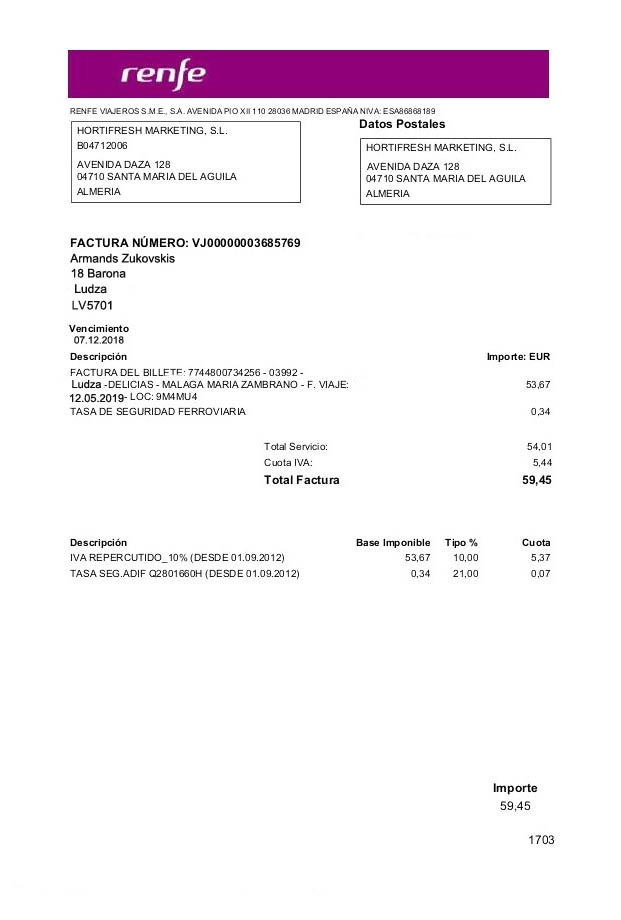 renfe
RENFE VIAJEROS S.M.E., S.A. AVENIDA PIO XII 110 28036 MADRID ESPAÑA NIVA: ESA86868189
HORTIFRESH MARKETING, S.L.
B04712006
AVENIDA DAZA 128
04710 SANTA MARIA DEL AGUILA
ALMERIA
Datos Postales
HORTIFRESH MARKETING, S.L.
AVENIDA DAZA 128
04710 SANTA MARIA DEL AGUILA
ALMERIA
FACTURA NÚMERO: VJ00000003685769
Armands Zukovskis
18 Barona
Ludza
LV5701
Vencimiento
07.12.2018
Descripción Importe: EUR
FACTURA DEL BILLETE: 7744800734256 - 03992 -
Ludza -DELICIAS - MALAGA MARIA ZAMBRANO - F. VIAJE: 53,67
12.05.2019- LOC: 9M4MU4
TASA DE SEGURIDAD FERROVIARIA 0,34
Total Servicio: 54,01
Cuota IVA: 5,44
Total Factura 59,45
Descripción Base Imponible Tipo % Cuota
IVA REPERCUTIDO_10% (DESDE 01.09.2012) 53,67 10,00 5,37
TASA SEG.ADIF Q2801660H (DESDE 01.09.2012) 0,34 21,00 0,07
Importe
59,45
1703